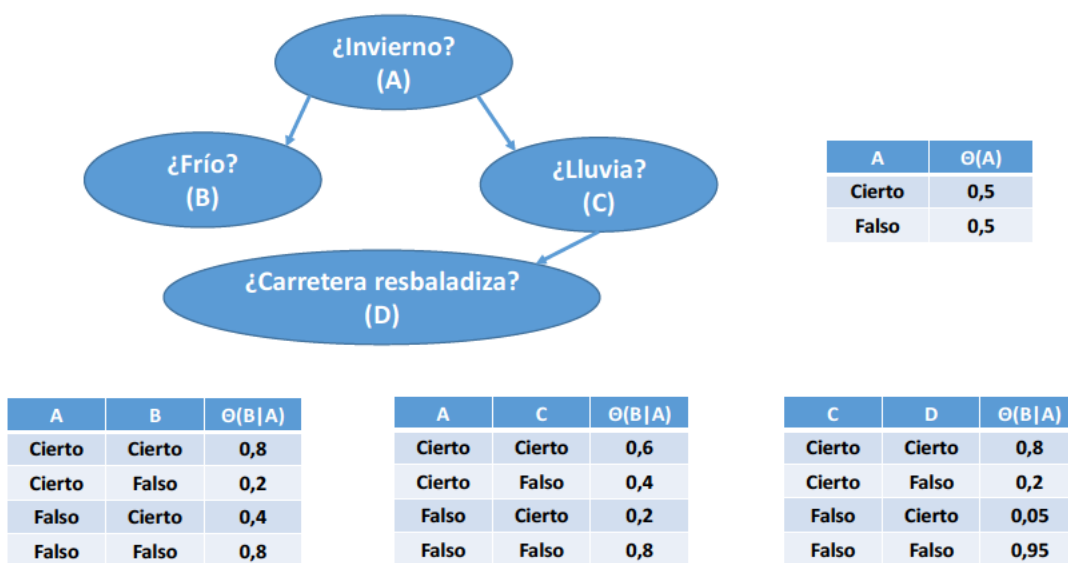 ¿Invierno?
(A)
¿Frío?
(B)
¿Lluvia?
(C)
¿Carretera resbaladiza?
(D)
A Θ(A)
Cierto 0,5
Falso 0,5
A B Θ(B|A)
Cierto Cierto 0,8
Cierto Falso 0,2
Falso Cierto 0,4
Falso Falso 0,8
A C Θ(B|A)
Cierto Cierto 0,6
Cierto Falso 0,4
Falso Cierto 0,2
Falso Falso 0,8
C D Θ(B|A)
Cierto Cierto 0,8
Cierto Falso 0,2
Falso Cierto 0,05
Falso Falso 0,95